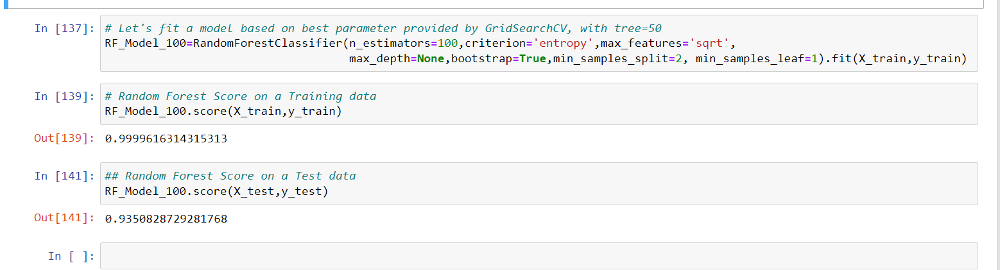 In [137]: # Let's fit a model based on best parameter provided by GridSearchCV, with tree=50
RF_Model_100=RandomForestClassifier(n_estimators=100,criterion='entropy',max_features='sqrt',
max_depth=None,bootstrap=True,min_samples_split=2, min_samples_leaf=1).fit(X_train,y_train)
In [139]: # Random Forest Score on a Training data
RF_Model_100.score(X_train,y_train)
Out[139]: 0.9999616314315313
In [141]: ## Random Forest Score on a Test data
RF_Model_100.score(X_test,y_test)
Out[141]: 0.9350828729281768
In [ ]: